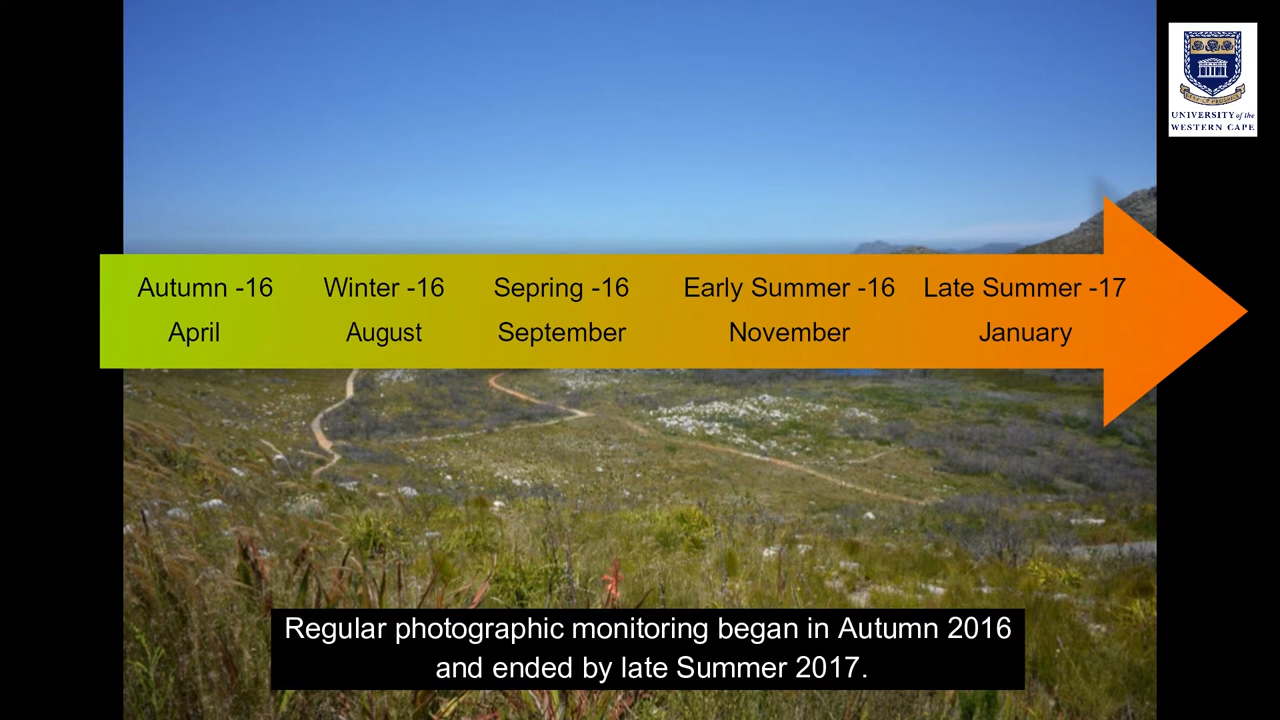 UNIVERSITY of the
WESTERN CAPE
Autumn -16 Winter -16 Sepring -16 Early Summer -16 Late Summer -17
April August September November January
Regular photographic monitoring began in Autumn 2016
and ended by late Summer 2017.